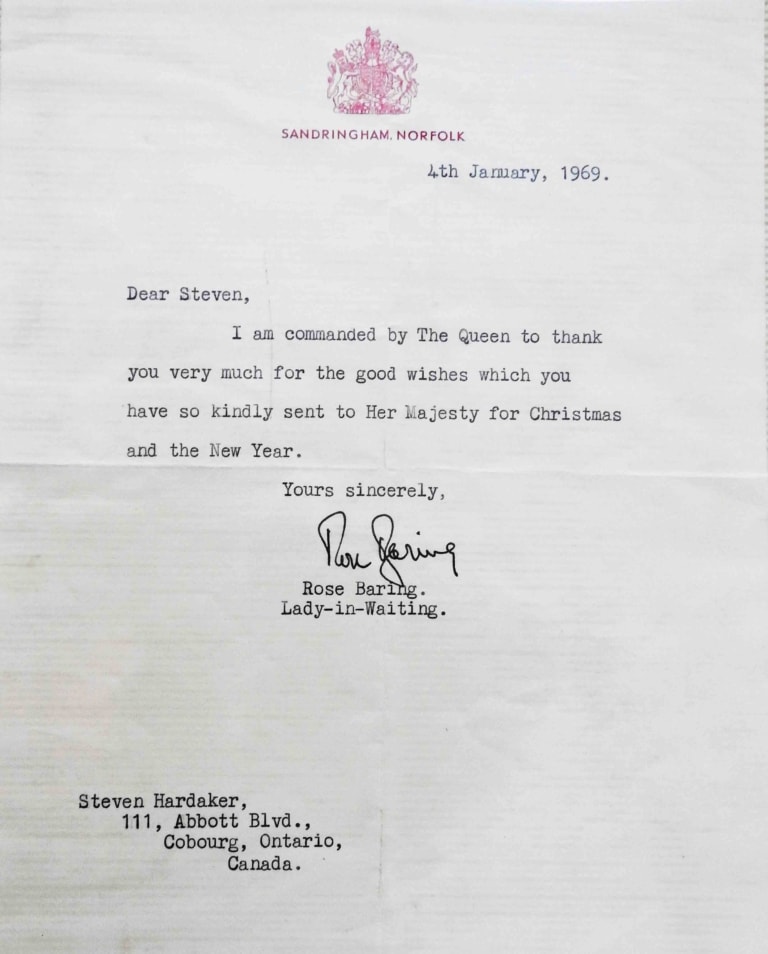 SANDRINGHAM, NORFOLK
4th January, 1969.
Dear Steven,
I am commanded by The Queen to thank
you very much for the good wishes which you
have so kindly sent to Her Majesty for Christmas
and the New Year.
Yours sincerely,
Rose Baring
Rose Baring.
Lady-in-Waiting.
Steven Hardaker,
111, Abbott Blvd.,
Cobourg, Ontario,
Canada.